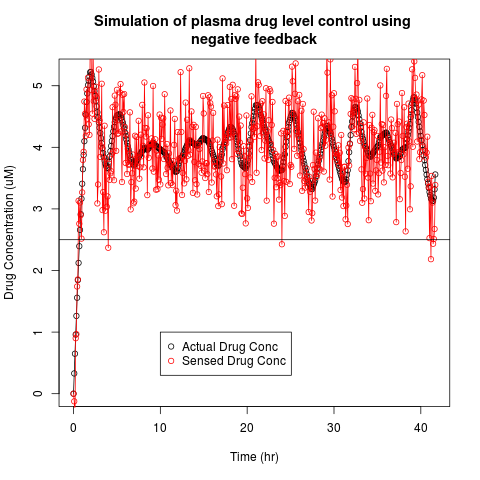 Simulation of plasma drug level control using
negative feedback
Drug Concentration (uM)
5
4
3
2
1
0
Actual Drug Conc
Sensed Drug Conc
0
10
20
30
40
Time (hr)